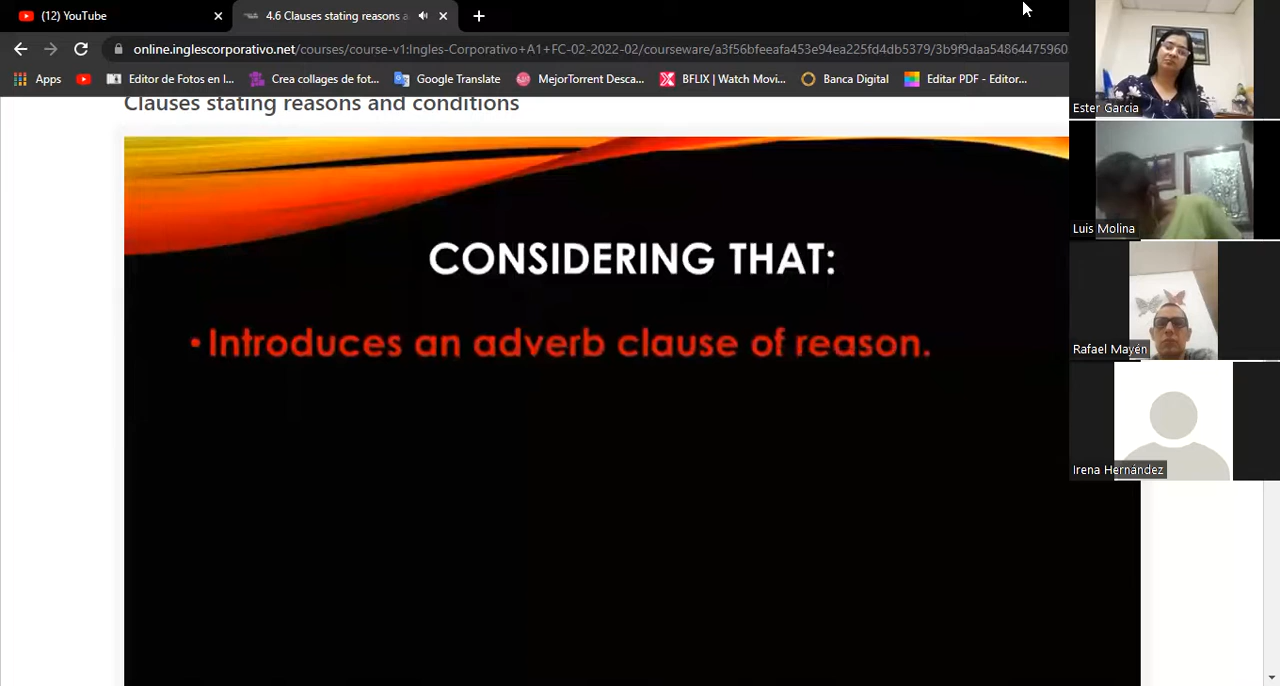 (12) YouTube
4.6 Clauses stating reasons a
online.inglescorporativo.net/courses/course-v1:Ingles-Corporativo+A1+FC-02-2022-02/courseware/a3f56bfeeafa453e94ea225fd4db5379/3b9f9daa54864475960
Apps
Editor de Fotos en l...
Crea collages de fot...
Google Translate
MejorTorrent Desca...
BFLIX | Watch Movi...
Banca Digital
Editar PDF - Editor...
Clauses stating reasons and conditions
CONSIDERING THAT:
• Introduces an adverb clause of reason.
Ester Garcia
Luis Molina
Rafael Mayén
Irena Hernández